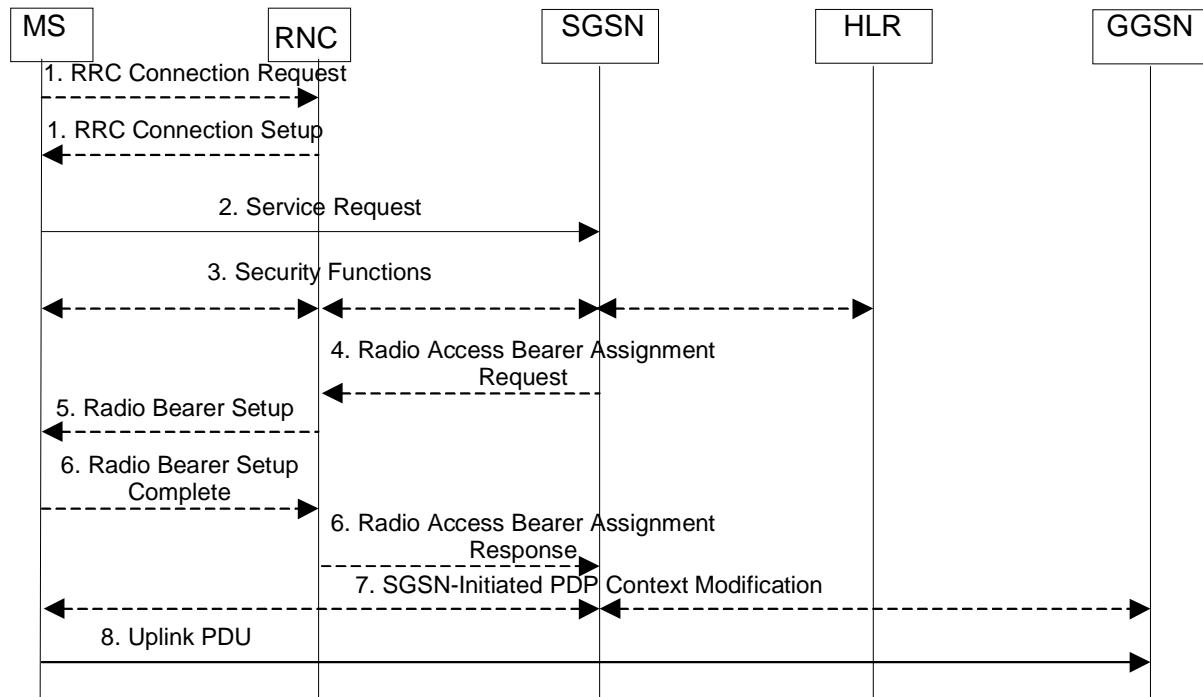 MS
RNC
SGSN
HLR
GGSN
1. RRC Connection Request
1. RRC Connection Setup
2. Service Request
3. Security Functions
4. Radio Access Bearer Assignment
Request
5. Radio Bearer Setup
6. Radio Bearer Setup
Complete
6. Radio Access Bearer Assignment
Response
7. SGSN-Initiated PDP Context Modification
8. Uplink PDU